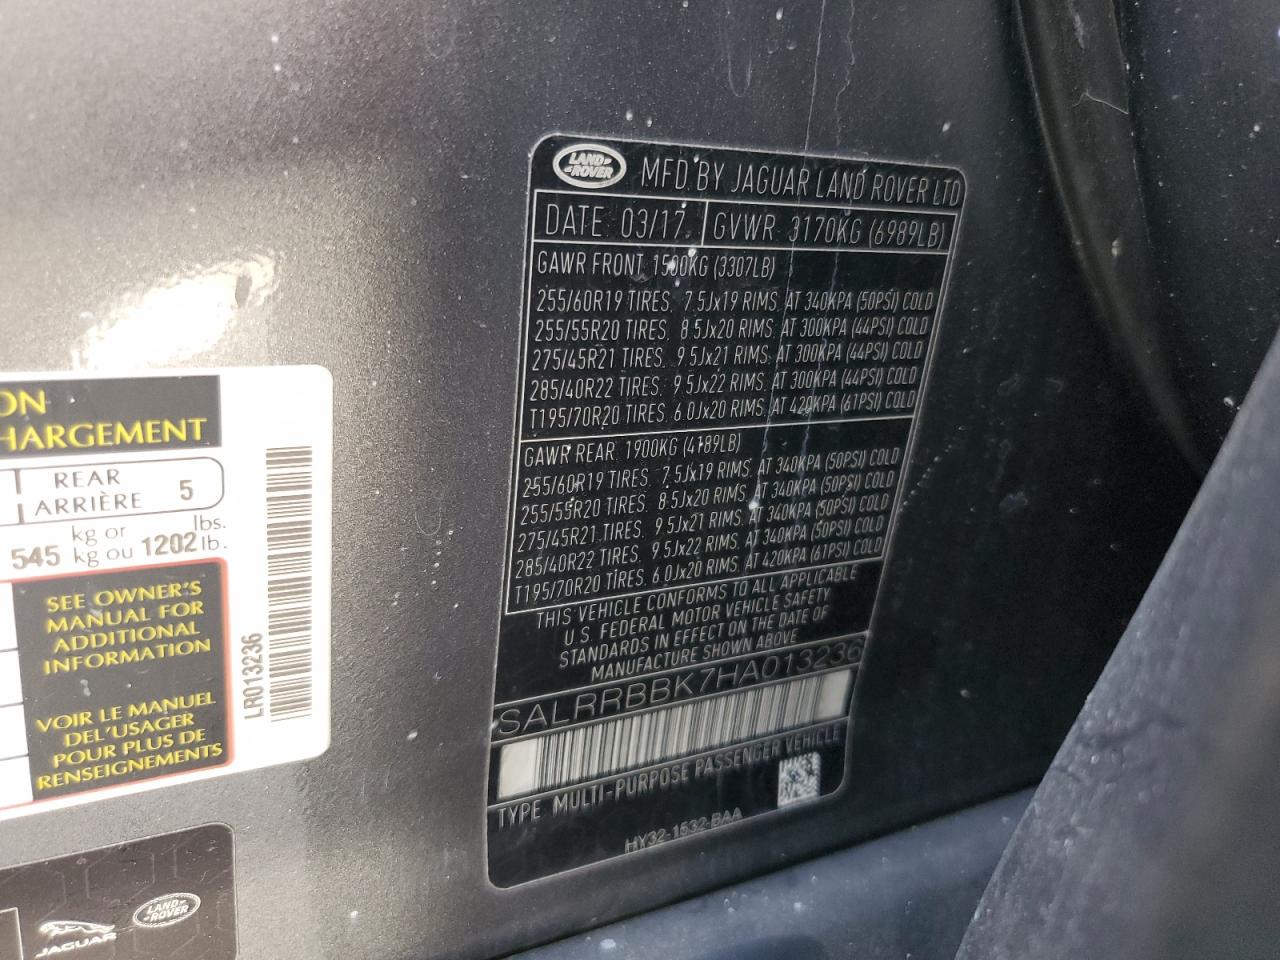 LAND ROVER MFD. BY JAGUAR LAND ROVER LTD
DATE: 03/17 GVWR 3170KG (6989LB)
GAWR FRONT 1500KG (3307LB)
255/60R19 TIRES. 7.5Jx19 RIMS. AT 340KPA (50PSI) COLD
255/55R20 TIRES. 8.5Jx20 RIMS. AT 300KPA (44PSI) COLD
275/45R21 TIRES. 9.5Jx21 RIMS. AT 300KPA (44PSI) COLD
285/40R22 TIRES. 9.5Jx22 RIMS. AT 300KPA (44PSI) COLD
T195/70R20 TIRES. 6.0Jx20 RIMS. AT 420KPA (61PSI) COLD
GAWR REAR 1900KG (4189LB)
255/60R19 TIRES. 7.5Jx19 RIMS. AT 340KPA (50PSI) COLD
255/55R20 TIRES. 8.5Jx20 RIMS. AT 340KPA (50PSI) COLD
275/45R21 TIRES. 9.5Jx21 RIMS. AT 340KPA (50PSI) COLD
285/40R22 TIRES. 9.5Jx22 RIMS. AT 340KPA (50PSI) COLD
T195/70R20 TIRES. 6.0Jx20 RIMS. AT 420KPA (61PSI) COLD
THIS VEHICLE CONFORMS TO ALL APPLICABLE
U.S. FEDERAL MOTOR VEHICLE SAFETY
STANDARDS IN EFFECT ON THE DATE OF
MANUFACTURE SHOWN ABOVE
SALRRBBK7HA013236
TYPE MULTI-PURPOSE PASSENGER VEHICLE
HY32-1532-BAA
ON
HARGEMENT
REAR
ARRIÈRE 5
545 kg or
kg ou 1202 lbs.
lb.
SEE OWNER'S
MANUAL FOR
ADDITIONAL
INFORMATION
VOIR LE MANUEL
DEL'USAGER
POUR PLUS DE
RENSEIGNEMENTS
LR013236
JAGUAR
LAND ROVER